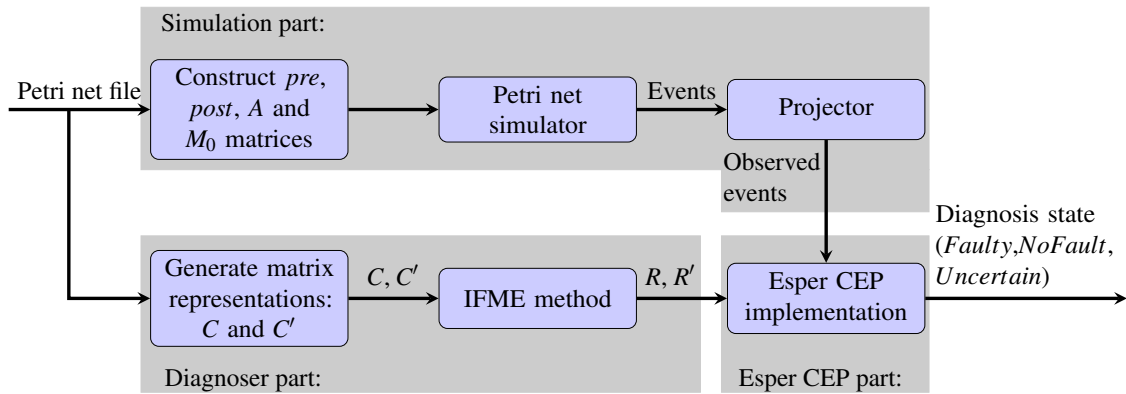 Simulation part:
Petri net file
Construct pre,
post, A and
M₀ matrices
Petri net
simulator
Events
Projector
Observed
events
Generate matrix
representations:
C and C′
C, C′
IFME method
R, R′
Esper CEP
implementation
Diagnosis state
(Faulty,NoFault,
Uncertain)
Diagnoser part:
Esper CEP part: